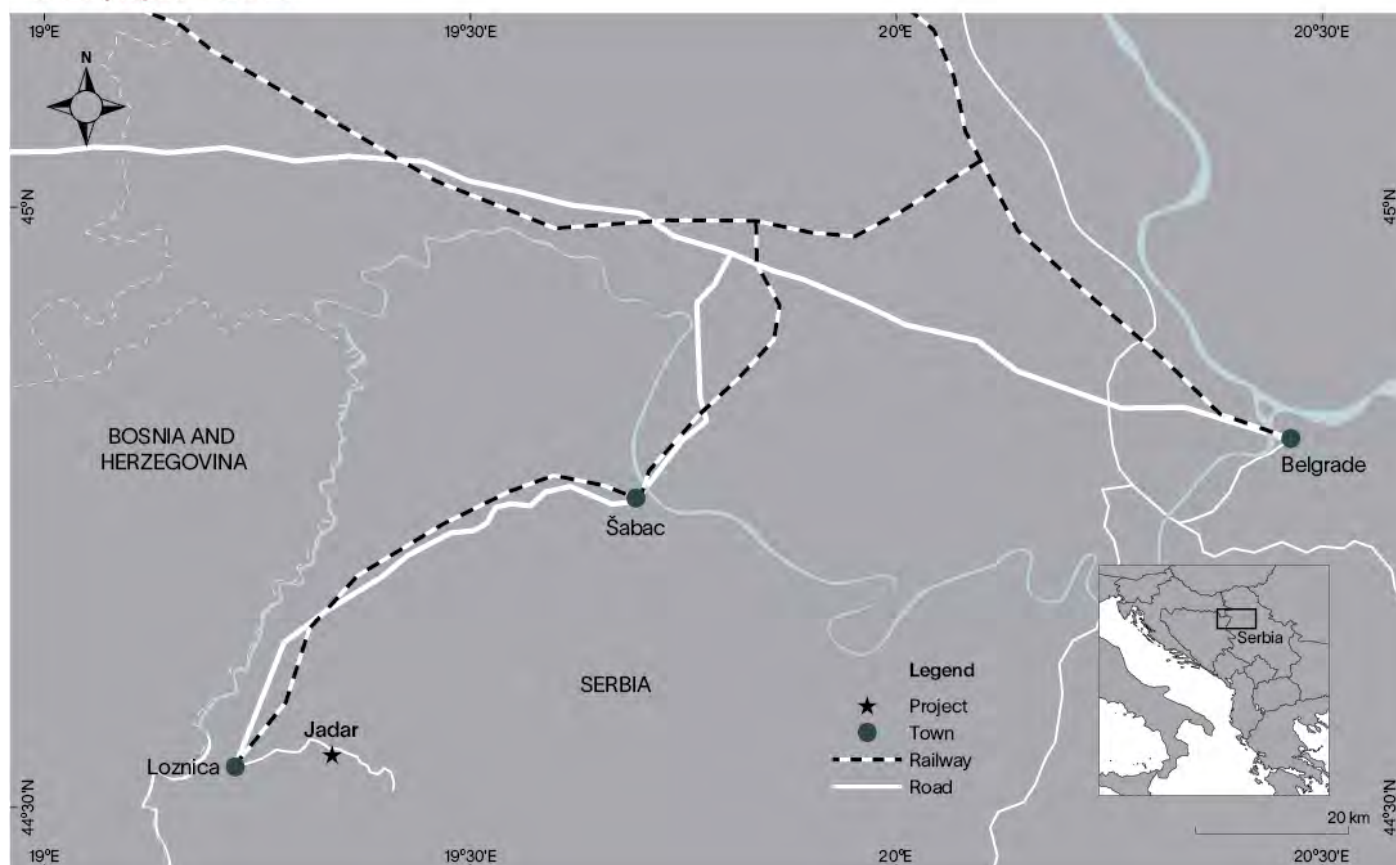 19°E
19°30'E
20°E
20°30'E
N
45°N
45°N
BOSNIA AND
HERZEGOVINA
Belgrade
Šabac
Serbia
SERBIA
Legend
Project
Town
Railway
Road
Jadar
Loznica
44°30'N
44°30'N
20 km
19°E
19°30'E
20°E
20°30'E